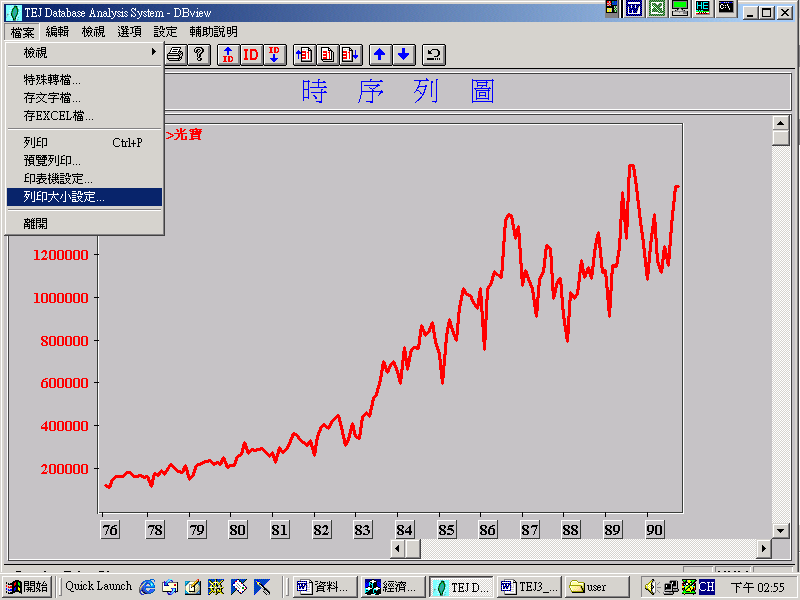 TEJ Database Analysis System - DBview
檔案 編輯 檢視 選項 設定 輔助說明
檢視
特殊轉檔...
存文字檔...
存EXCEL檔...
列印 Ctrl+P
預覽列印...
印表機設定...
列印大小設定...
離開
ID ID ID
時 序 列 圖
>光寶
1200000
1000000
800000
600000
400000
200000
76 78 79 80 81 82 83 84 85 86 87 88 89 90
開始 Quick Launch 資料... 經濟... TEJ D... TEJ3_... user CH 下午 02:55